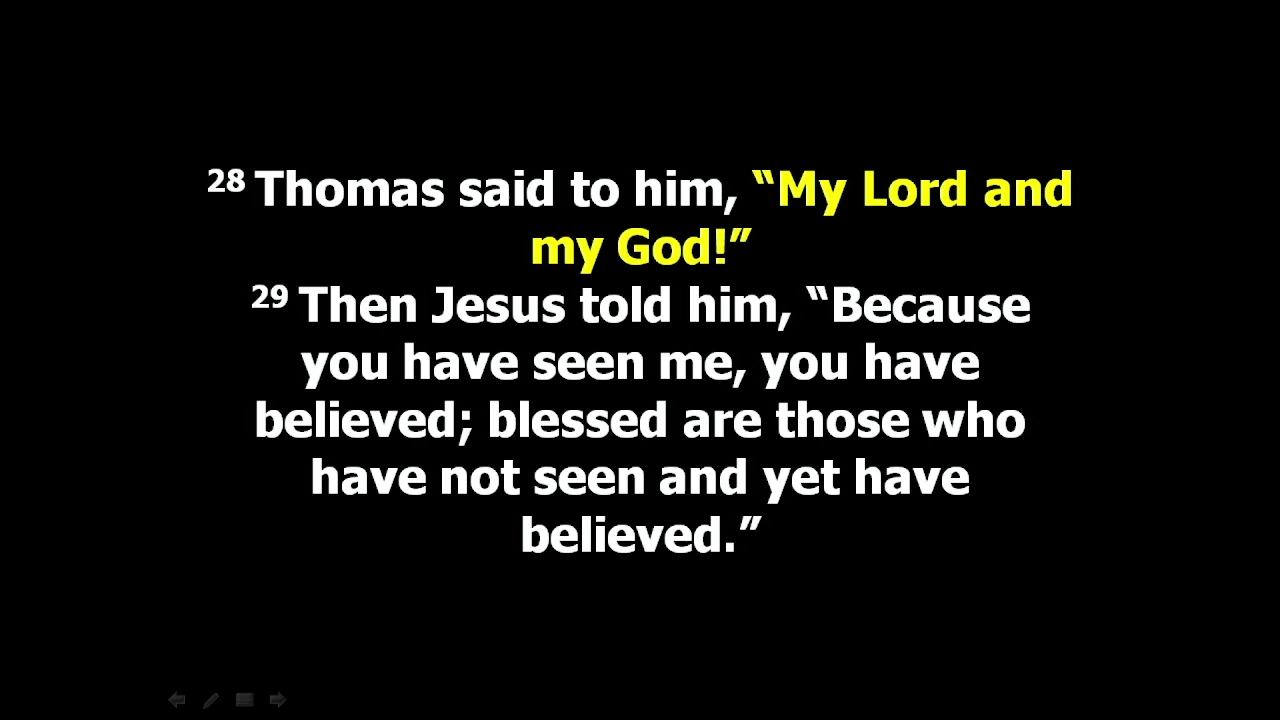 28 Thomas said to him, “My Lord and
my God!”
29 Then Jesus told him, “Because
you have seen me, you have
believed; blessed are those who
have not seen and yet have
believed.”